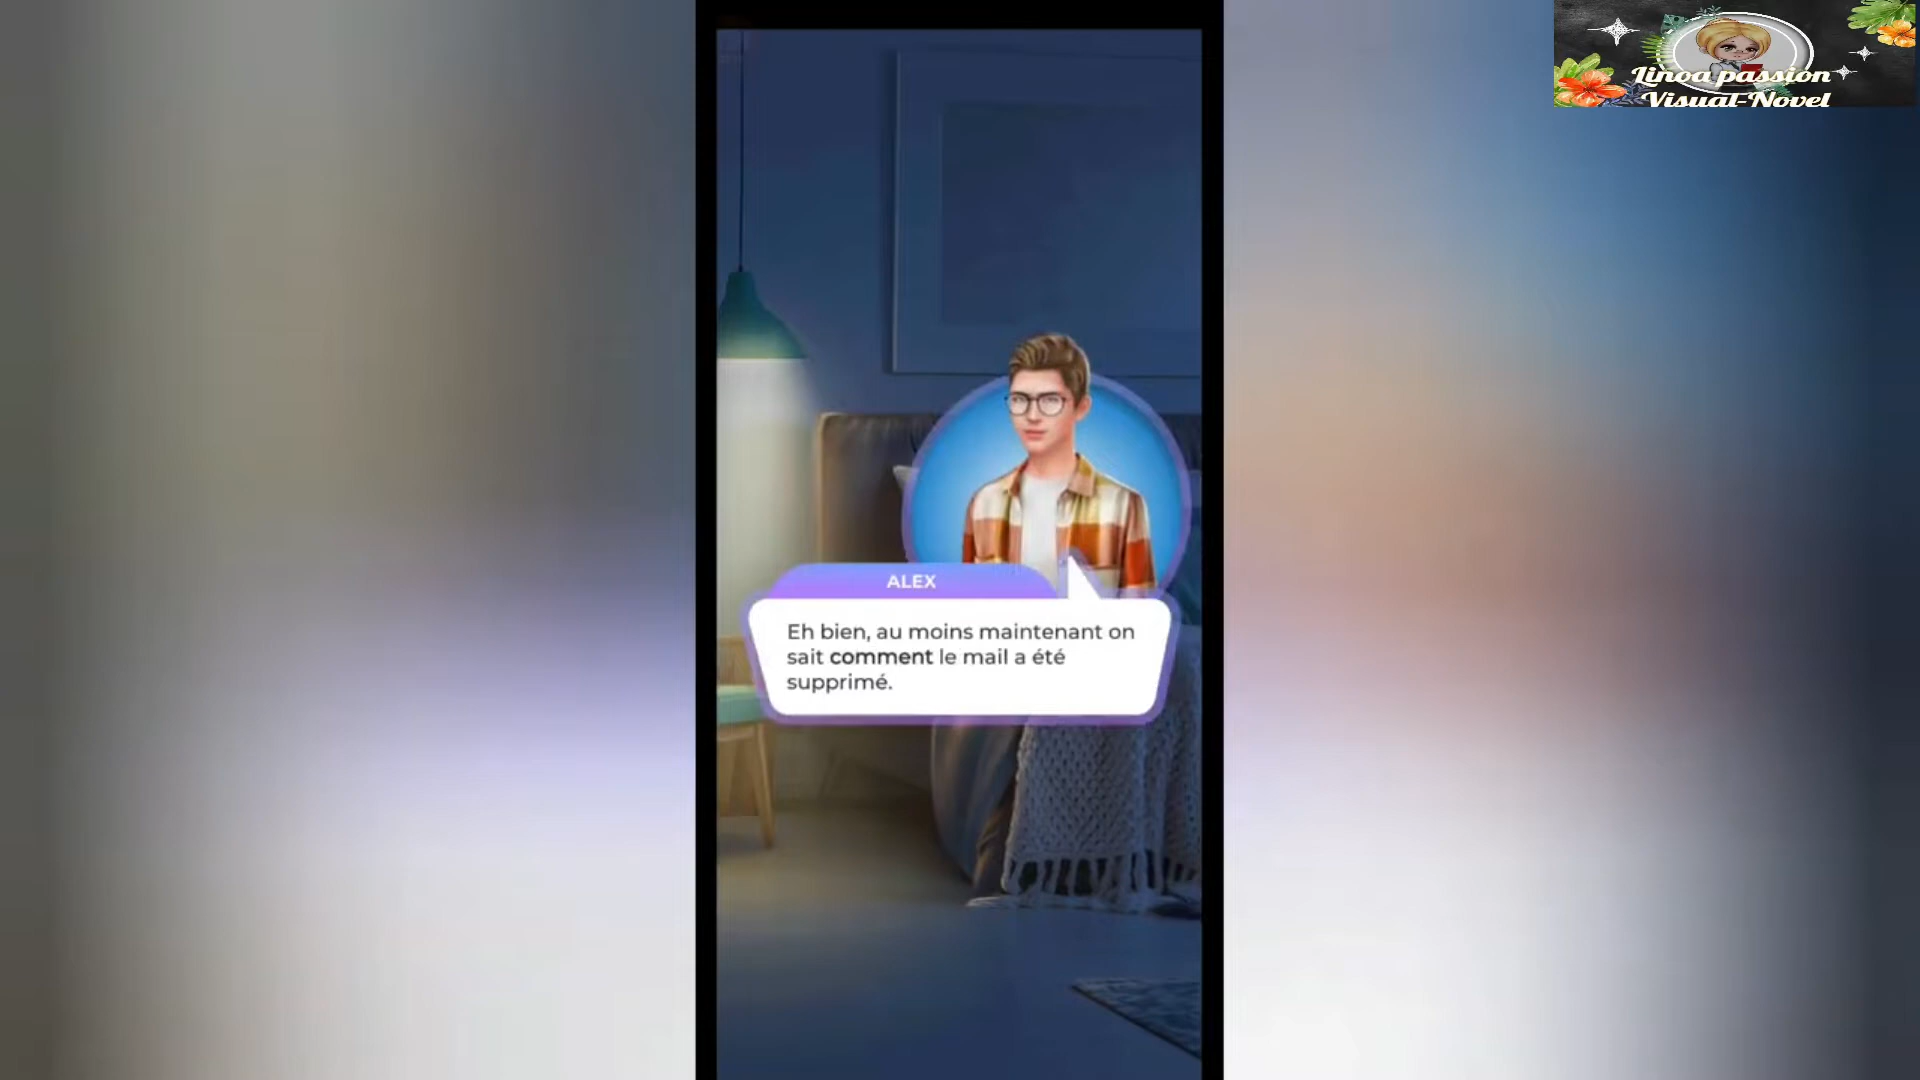 Linoa passion
Visual-Novel
ALEX
Eh bien, au moins maintenant on
sait comment le mail a été
supprimé.